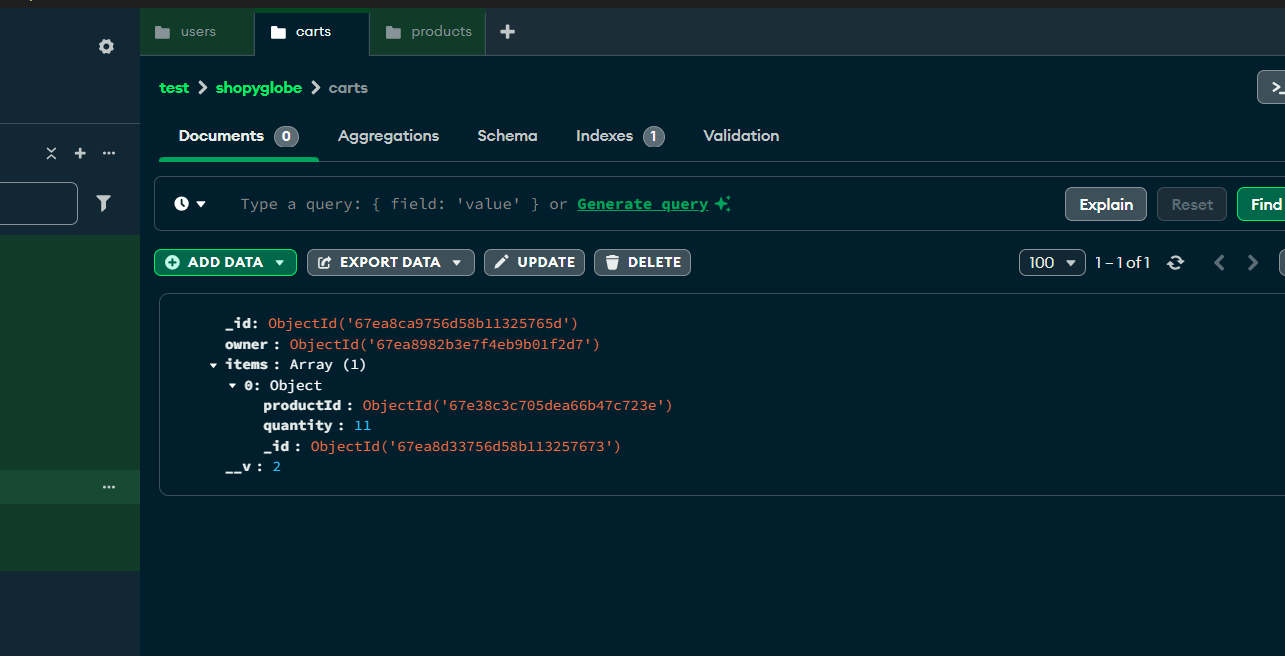 users carts products
test shopyglobe carts
Documents 0 Aggregations Schema Indexes 1 Validation
Type a query: { field: 'value' } or Generate query Explain Reset Find
ADD DATA EXPORT DATA UPDATE DELETE 100 1 – 1 of 1
_id: ObjectId('67ea8ca9756d58b11325765d')
owner : ObjectId('67ea8982b3e7f4eb9b01f2d7')
items : Array (1)
0: Object
productId : ObjectId('67e38c3c705dea66b47c723e')
quantity : 11
_id : ObjectId('67ea8d33756d58b113257673')
__v : 2